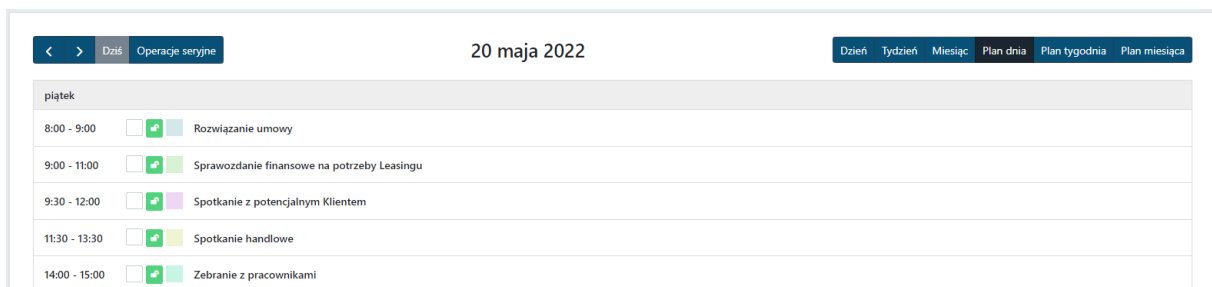 Dziś Operacje seryjne 20 maja 2022 Dzień Tydzień Miesiąc Plan dnia Plan tygodnia Plan miesiąca
piątek
8:00 - 9:00 Rozwiązanie umowy
9:00 - 11:00 Sprawozdanie finansowe na potrzeby Leasingu
9:30 - 12:00 Spotkanie z potencjalnym Klientem
11:30 - 13:30 Spotkanie handlowe
14:00 - 15:00 Zebranie z pracownikami